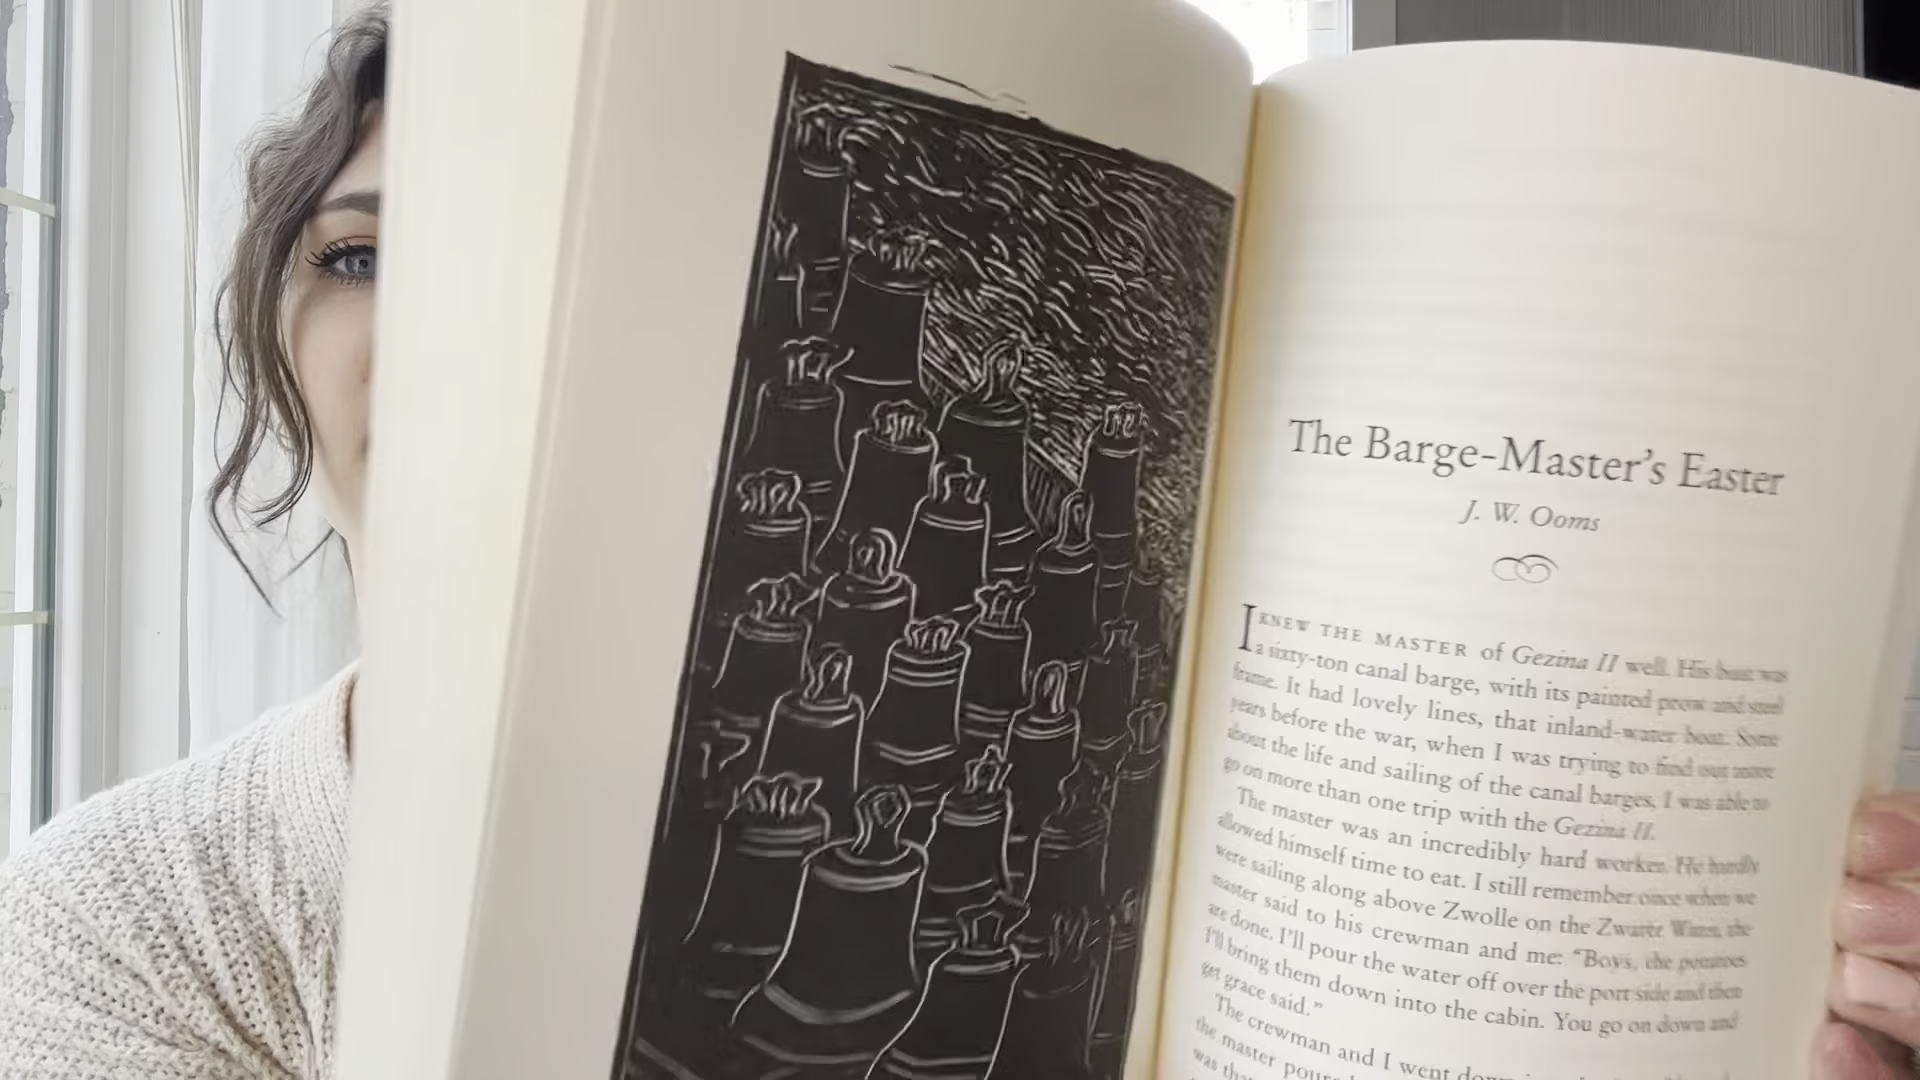 The Barge-Master's Easter
J. W. Ooms
I KNEW THE MASTER of Gezina II well. His boat was
a sixty-ton canal barge, with its painted prow and steel
frame. It had lovely lines, that inland-water boat. Some
years before the war, when I was trying to find out more
about the life and sailing of the canal barges, I was able to
go on more than one trip with the Gezina II.
The master was an incredibly hard worker. He hardly
allowed himself time to eat. I still remember once when we
were sailing along above Zwolle on the Zwarte Water, the
master said to his crewman and me: “Boys, the potatoes
are done. I'll pour the water off over the port side and then
I'll bring them down into the cabin. You go on down and
get grace said.”
The crewman and I went down
the master poured
was that